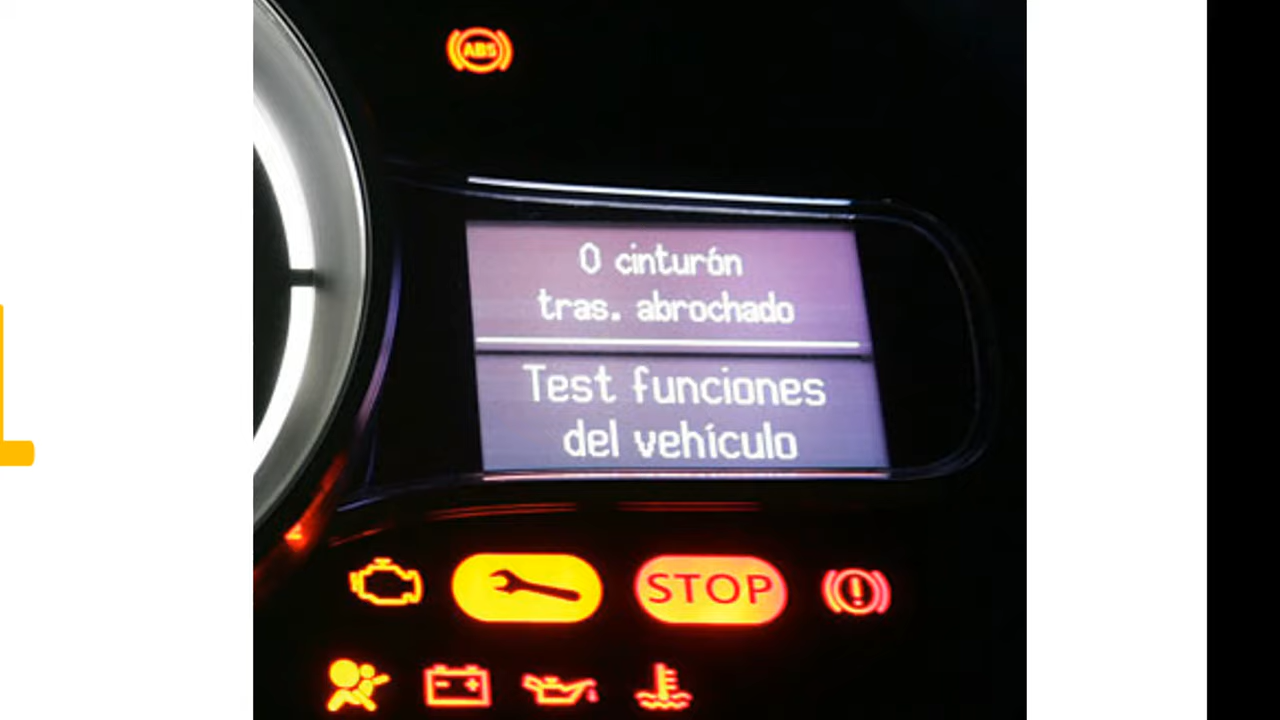 ABS
0 cinturón
tras. abrochado
Test funciones
del vehículo
STOP